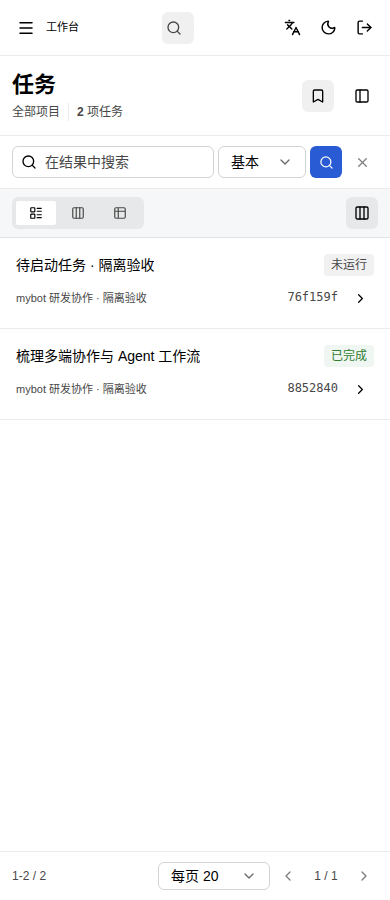 工作台
任务
全部项目 2 项任务
在结果中搜索 基本
待启动任务 · 隔离验收 未运行
mybot 研发协作 · 隔离验收 76f159f
梳理多端协作与 Agent 工作流 已完成
mybot 研发协作 · 隔离验收 8852840
1-2 / 2 每页 20 1 / 1